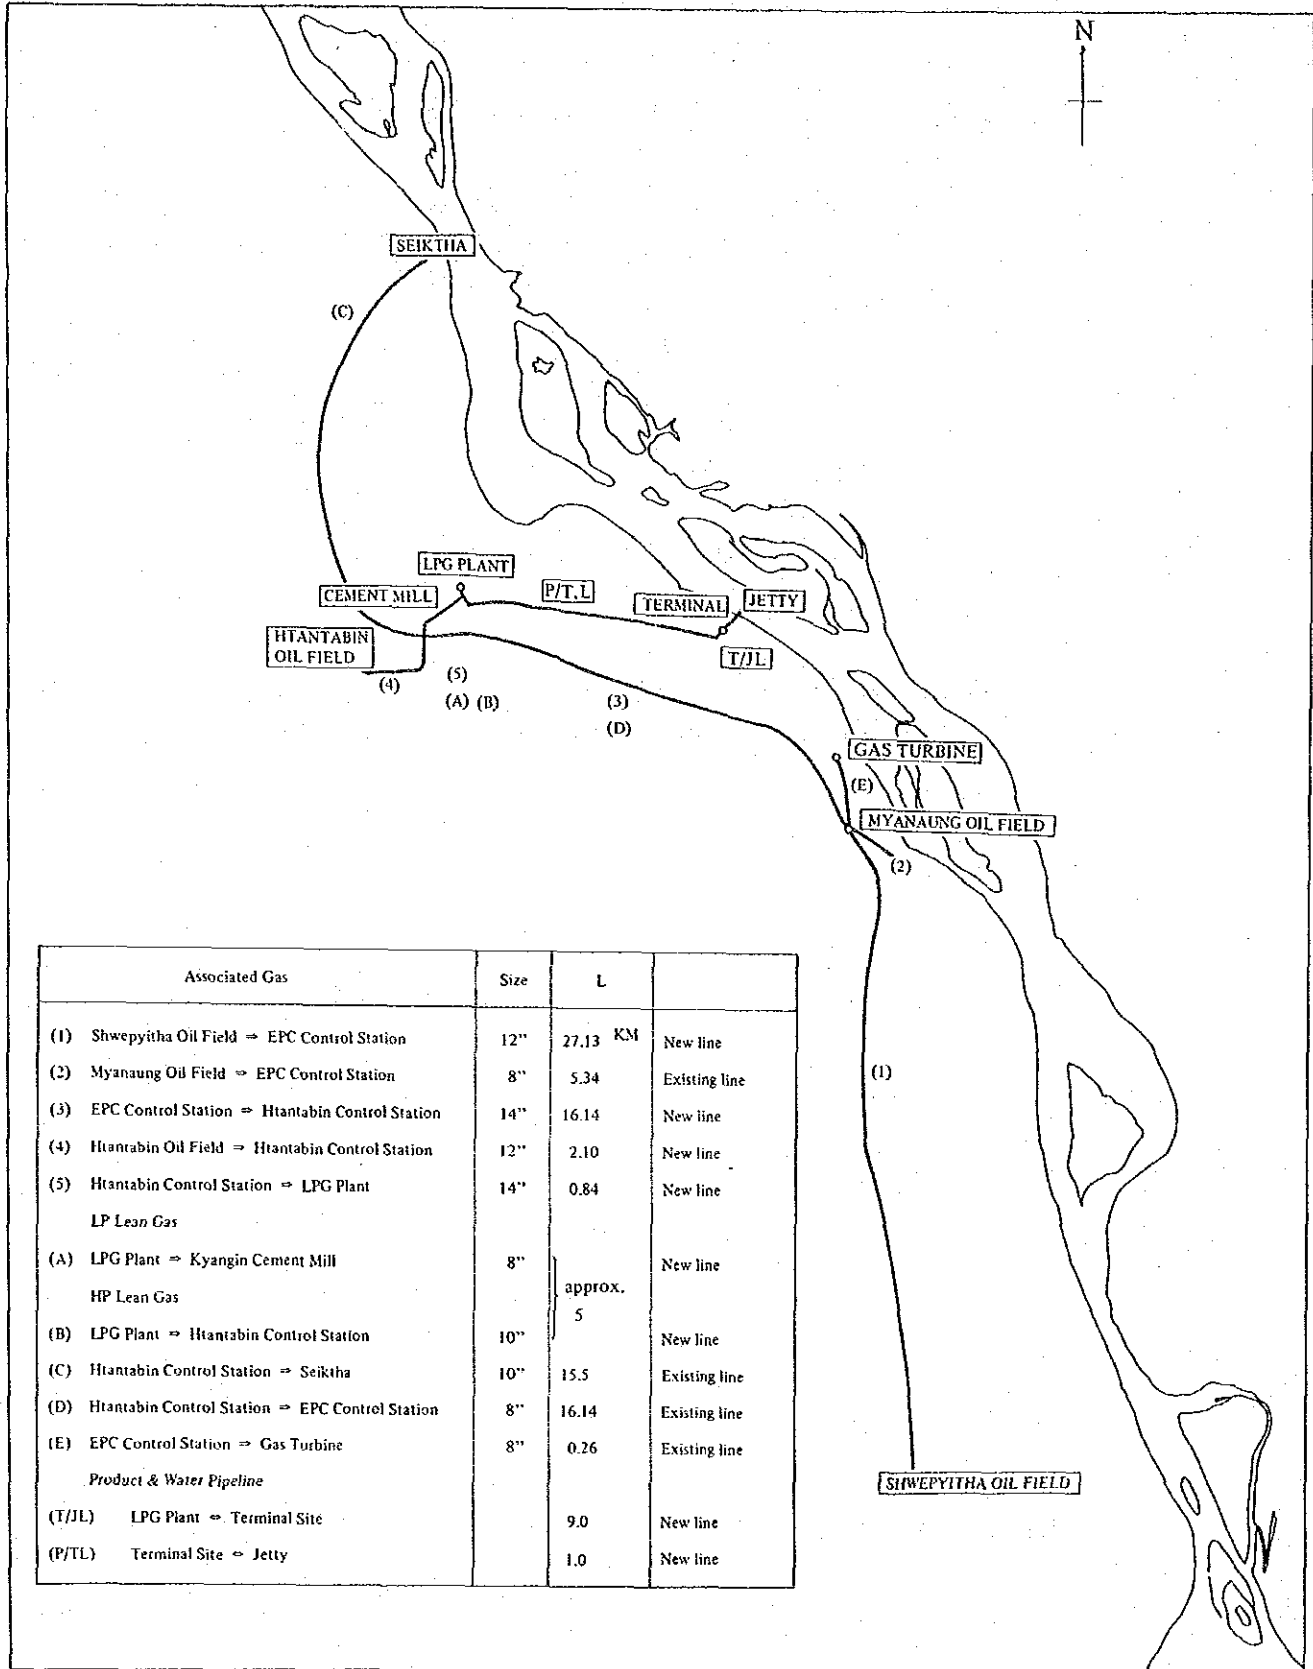 N
SEIKTHA
(C)
LPG PLANT
CEMENT MILL
P/T.L
TERMINAL
JETTY
HTANTABIN
OIL FIELD
T/JL
(4)
(5)
(A) (B)
(3)
(D)
GAS TURBINE
(E)
MYANAUNG OIL FIELD
(2)
(1)
SHWEPYITHA OIL FIELD
Associated Gas Size L
(1) Shwepyitha Oil Field ⇒ EPC Control Station 12" 27.13 KM New line
(2) Myanaung Oil Field ⇒ EPC Control Station 8" 5.34 Existing line
(3) EPC Control Station ⇒ Htantabin Control Station 14" 16.14 New line
(4) Htantabin Oil Field ⇒ Htantabin Control Station 12" 2.10 New line
(5) Htantabin Control Station ⇒ LPG Plant 14" 0.84 New line
LP Lean Gas
(A) LPG Plant ⇒ Kyangin Cement Mill 8" approx. 5 New line
HP Lean Gas
(B) LPG Plant ⇒ Htantabin Control Station 10" New line
(C) Htantabin Control Station ⇒ Seiktha 10" 15.5 Existing line
(D) Htantabin Control Station ⇒ EPC Control Station 8" 16.14 Existing line
(E) EPC Control Station ⇒ Gas Turbine 8" 0.26 Existing line
Product & Water Pipeline
(T/JL) LPG Plant ⇔ Terminal Site 9.0 New line
(P/TL) Terminal Site ⇔ Jetty 1.0 New line